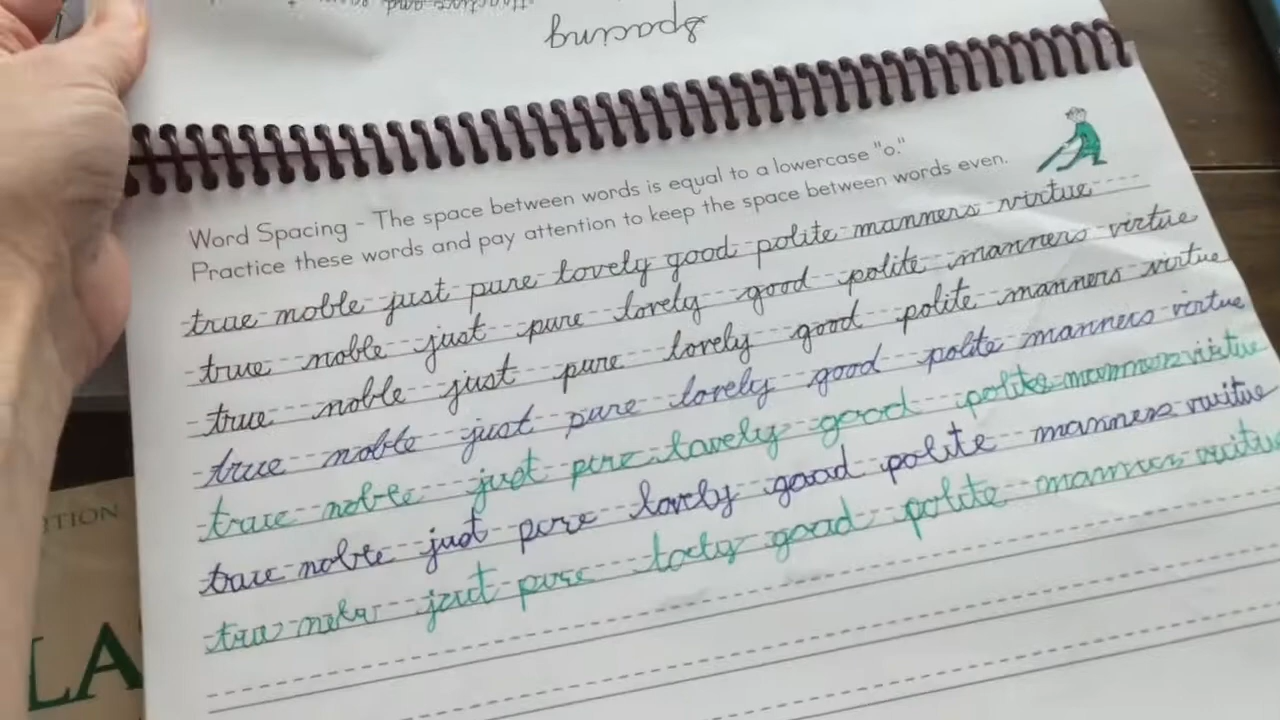 Spacing
Word Spacing - The space between words is equal to a lowercase "o."
Practice these words and pay attention to keep the space between words even.
true noble just pure lovely good polite manners virtue
true noble just pure lovely good polite manners virtue
true noble just pure lovely good polite manners virtue
true noble just pure lovely good polite manners virtue
true noble just pure lovely good polite manners virtue
true noble just pure lovely good polite manners
just pure good polite
ITION
LA